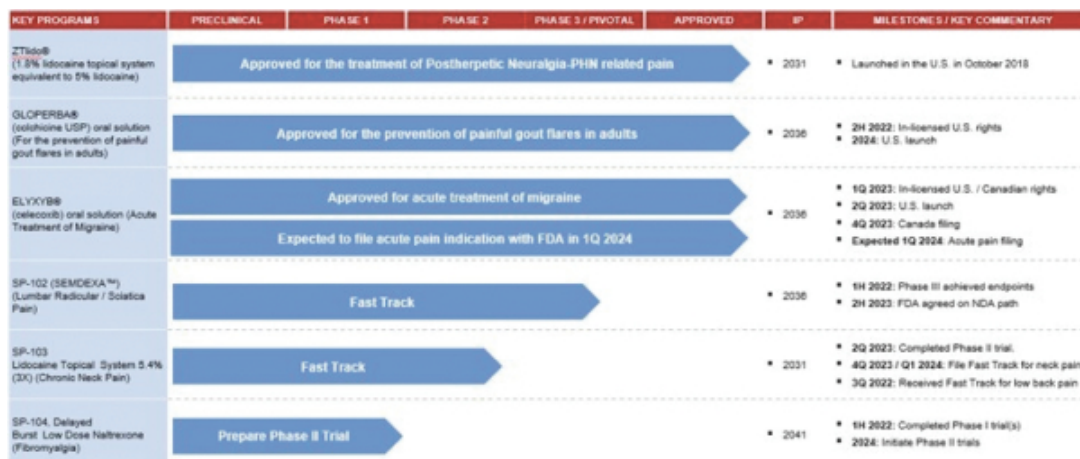 KEY PROGRAMS PRECLINICAL PHASE 1 PHASE 2 PHASE 3 / PIVOTAL APPROVED IP MILESTONES / KEY COMMENTARY
ZTlido®
(1.8% lidocaine topical system
equivalent to 5% lidocaine)
Approved for the treatment of Postherpetic Neuralgia-PHN related pain
▪ 2031
▪ Launched in the U.S. in October 2018
GLOPERBA®
(colchicine USP) oral solution
(For the prevention of painful
gout flares in adults)
Approved for the prevention of painful gout flares in adults
▪ 2036
▪ 2H 2022: In-licensed U.S. rights
▪ 2024: U.S. launch
ELYXYB®
(celecoxib) oral solution (Acute
Treatment of Migraine)
Approved for acute treatment of migraine
Expected to file acute pain indication with FDA in 1Q 2024
▪ 2036
▪ 1Q 2023: In-licensed U.S. / Canadian rights
▪ 2Q 2023: U.S. launch
▪ 4Q 2023: Canada filing
▪ Expected 1Q 2024: Acute pain filing
SP-102 (SEMDEXA™)
(Lumbar Radicular / Sciatica
Pain)
Fast Track
▪ 2036
▪ 1H 2022: Phase III achieved endpoints
▪ 2H 2023: FDA agreed on NDA path
SP-103
Lidocaine Topical System 5.4%
(3X) (Chronic Neck Pain)
Fast Track
▪ 2031
▪ 2Q 2023: Completed Phase II trial.
▪ 4Q 2023 / Q1 2024: File Fast Track for neck pain
▪ 3Q 2022: Received Fast Track for low back pain
SP-104, Delayed
Burst Low Dose Naltrexone
(Fibromyalgia)
Prepare Phase II Trial
▪ 2041
▪ 1H 2022: Completed Phase I trial(s)
▪ 2024: Initiate Phase II trials